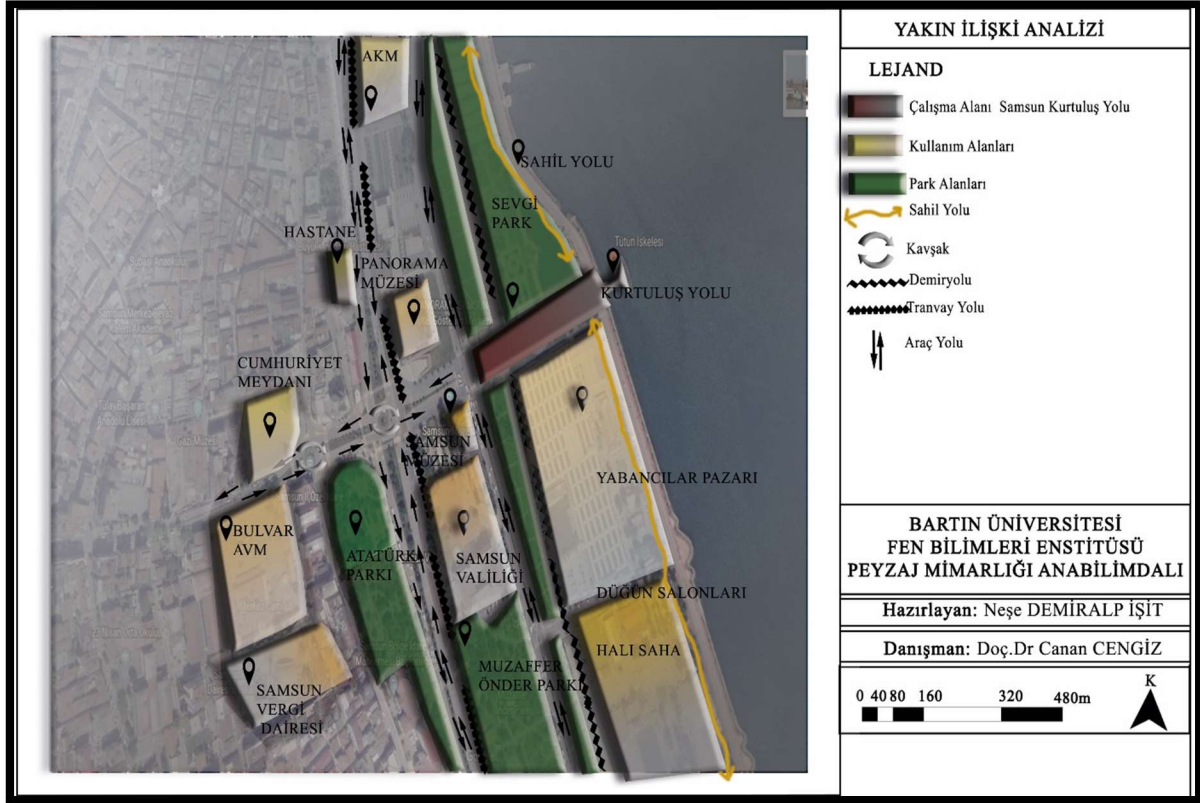 AKM
SAHİL YOLU
SEVGİ
PARK
HASTANE
Tütün İskelesi
PANORAMA
MÜZESİ
KURTULUŞ YOLU
CUMHURİYET
MEYDANI
SAMSUN
MÜZESİ
YABANCILAR PAZARI
BULVAR
AVM
ATATÜRK
PARKI
SAMSUN
VALİLİĞİ
DÜĞÜN SALONLARI
HALI SAHA
MUZAFFER
ÖNDER PARKI
SAMSUN
VERGİ
DAİRESİ
YAKIN İLİŞKİ ANALİZİ
LEJAND
Çalışma Alanı Samsun Kurtuluş Yolu
Kullanım Alanları
Park Alanları
Sahil Yolu
Kavşak
Demiryolu
Tranvay Yolu
Araç Yolu
BARTIN ÜNİVERSİTESİ
FEN BİLİMLERİ ENSTİTÜSÜ
PEYZAJ MİMARLIĞI ANABİLİMDALI
Hazırlayan: Neşe DEMİRALP İŞİT
Danışman: Doç.Dr Canan CENGİZ
K
0 40 80 160 320 480m